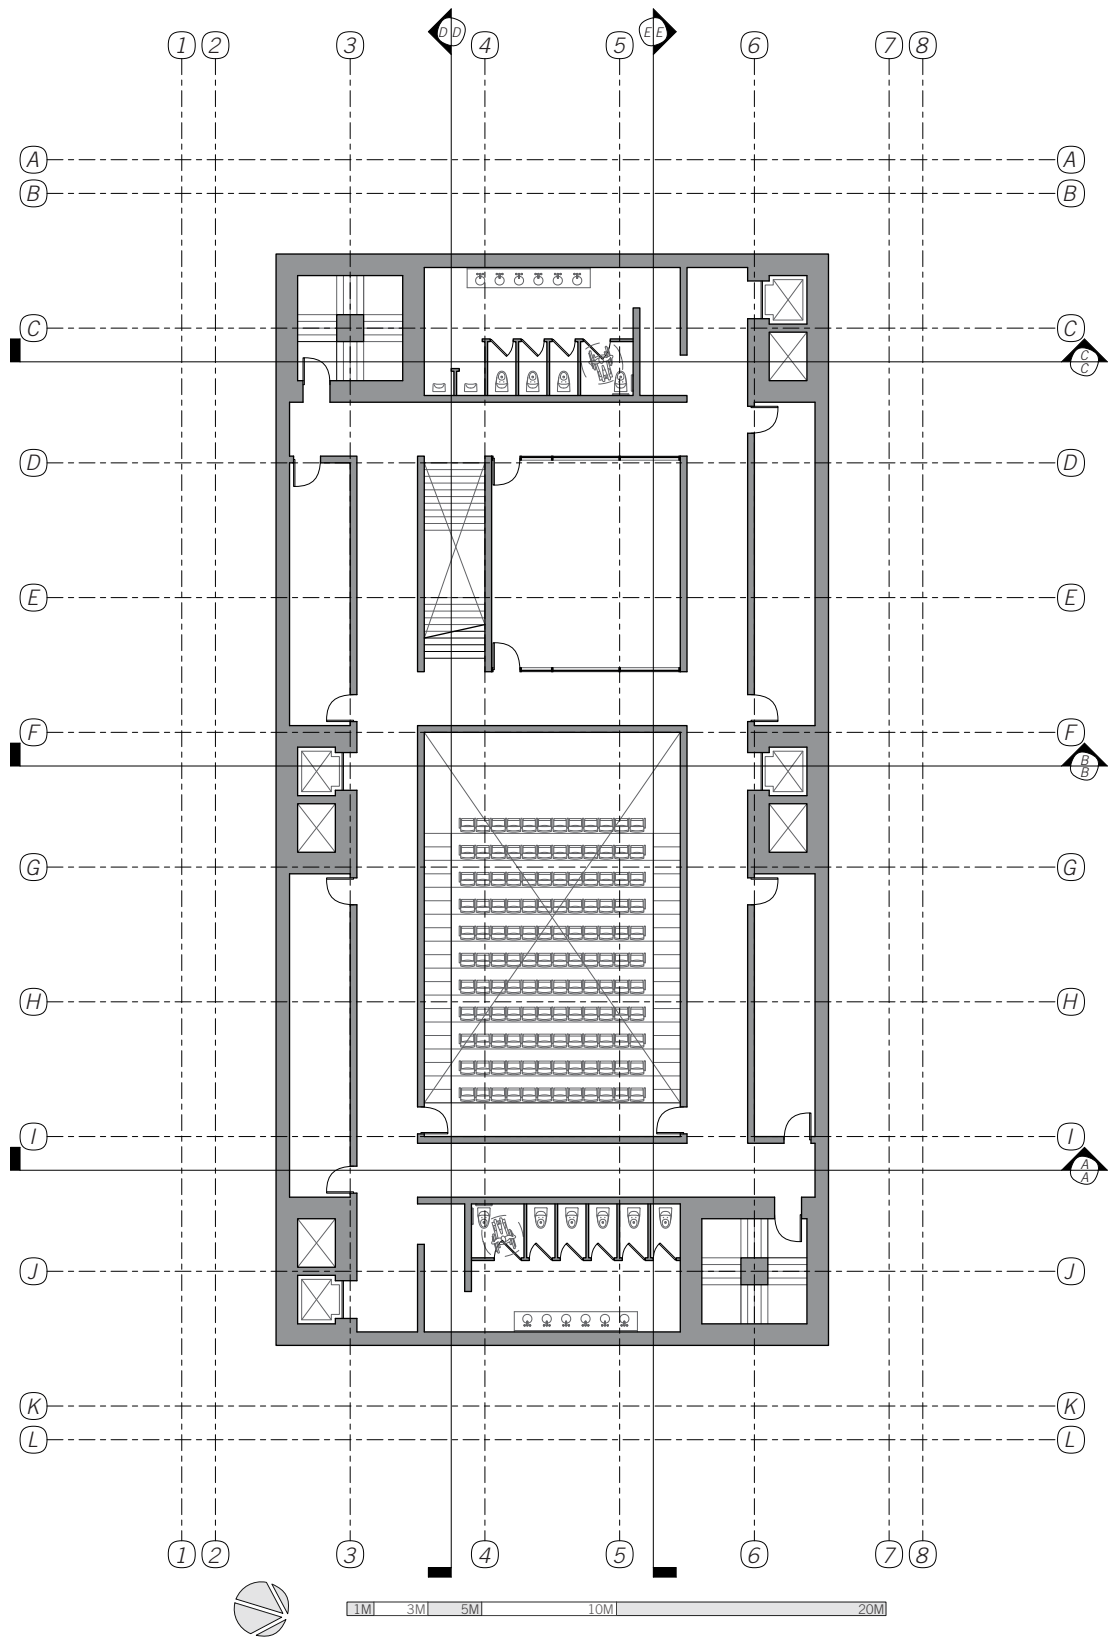 D D E E
1 2 3 4 5 6 7 8
A A
B B
C C
C
C
D D
E E
F F
B
B
G G
H H
I I
A
A
J J
K K
L L
1 2 3 4 5 6 7 8
1M 3M 5M 10M 20M